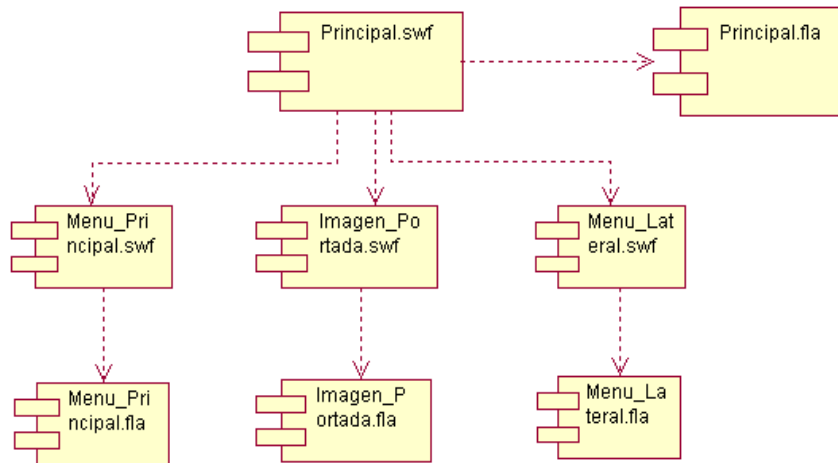 Principal.swf
Principal.fla
Menu_Pri
ncipal.swf
Imagen_Po
rtada.swf
Menu_Lat
eral.swf
Menu_Pri
ncipal.fla
Imagen_P
ortada.fla
Menu_La
teral.fla